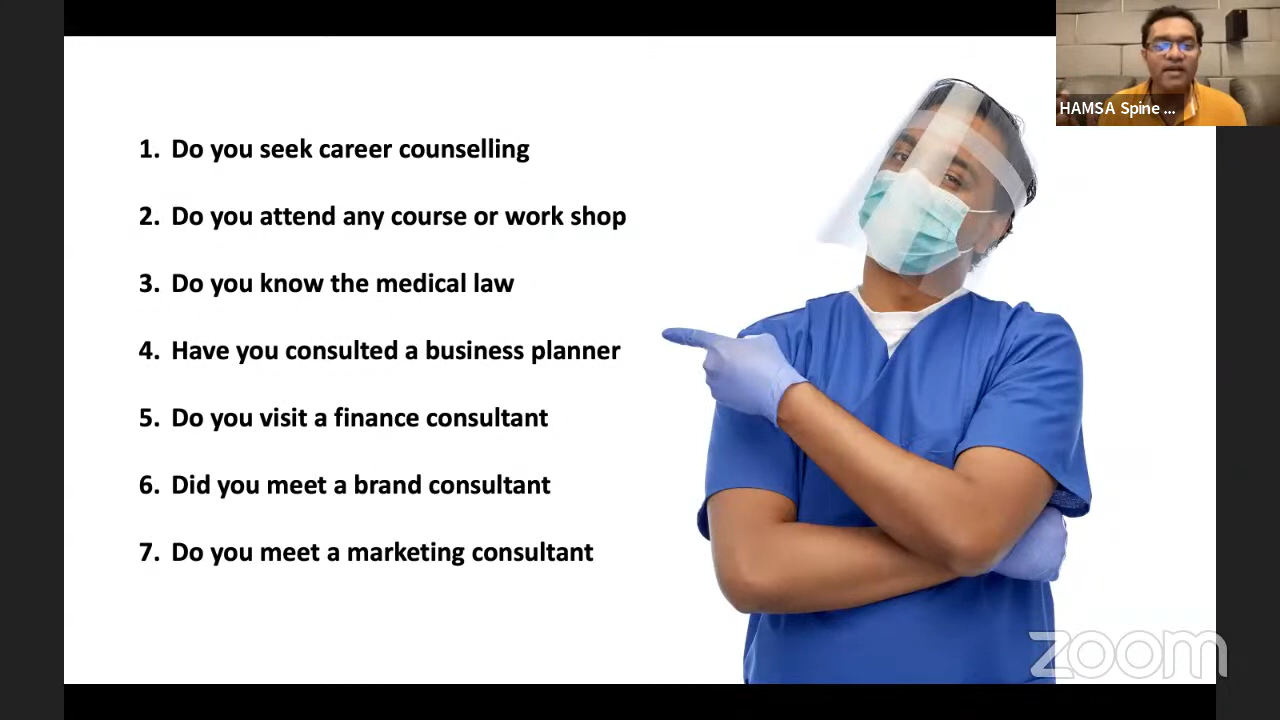 HAMSA Spine ...
1. Do you seek career counselling
2. Do you attend any course or work shop
3. Do you know the medical law
4. Have you consulted a business planner
5. Do you visit a finance consultant
6. Did you meet a brand consultant
7. Do you meet a marketing consultant
zoom